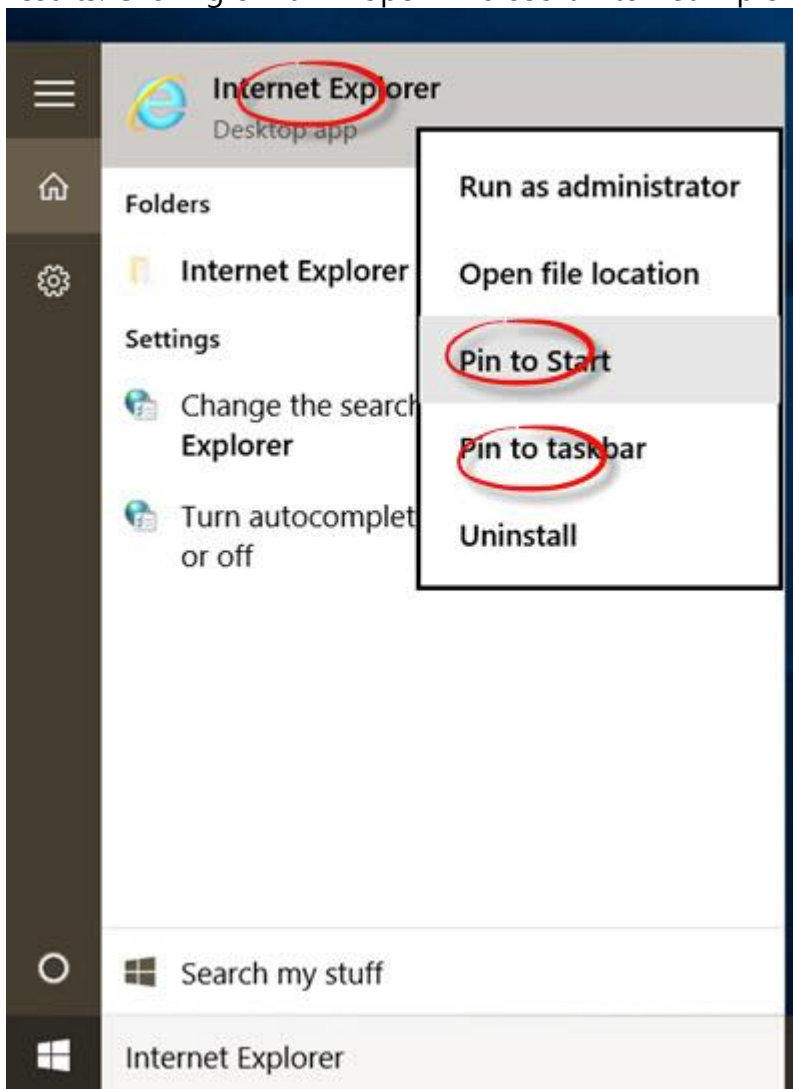 Internet Explorer
Desktop app
Folders
Internet Explorer
Settings
Change the search
Explorer
Turn autocomplet
or off
Run as administrator
Open file location
Pin to Start
Pin to taskbar
Uninstall
Search my stuff
Internet Explorer